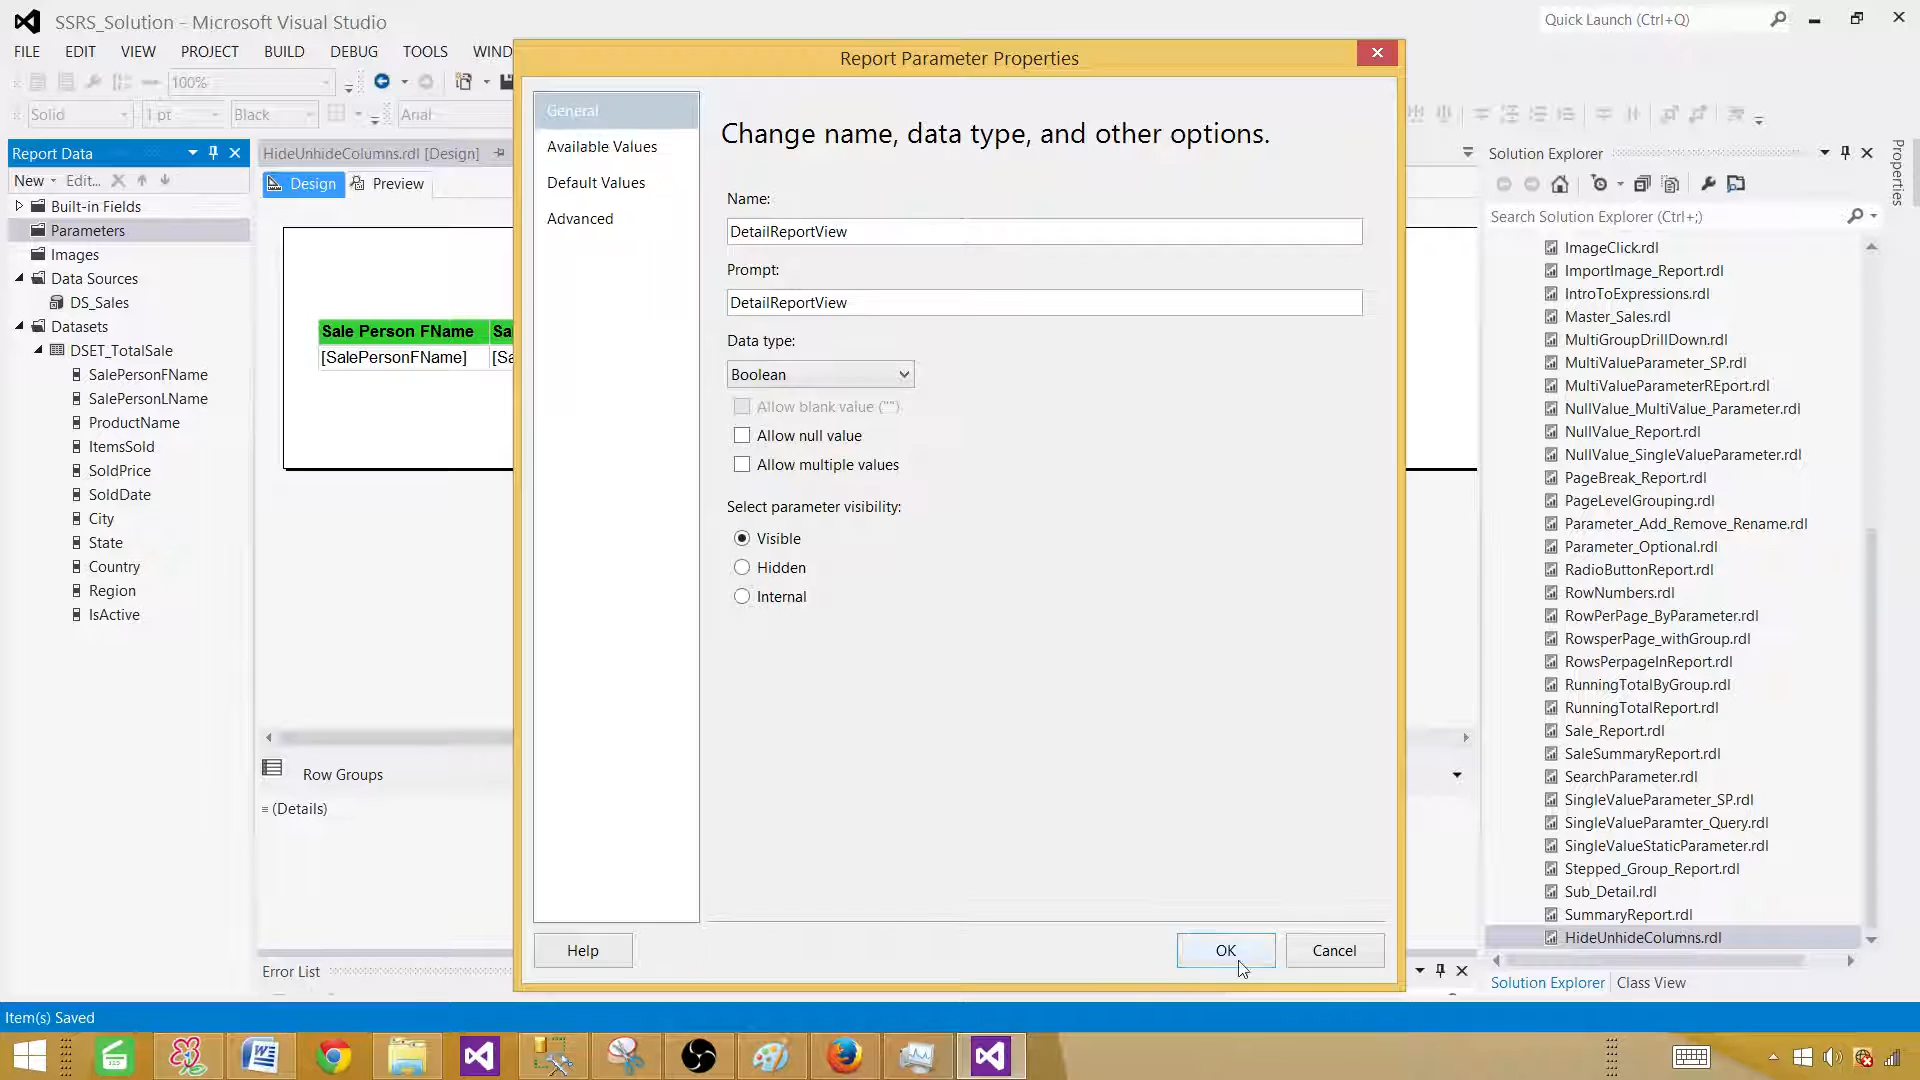 SSRS_Solution - Microsoft Visual Studio
Quick Launch (Ctrl+Q)
FILE EDIT VIEW PROJECT BUILD DEBUG TOOLS WIND
100%
Solid 1 pt Black Arial
Report Data
New Edit...
Built-in Fields
Parameters
Images
Data Sources
DS_Sales
Datasets
DSET_TotalSale
SalePersonFName
SalePersonLName
ProductName
ItemsSold
SoldPrice
SoldDate
City
State
Country
Region
IsActive
HideUnhideColumns.rdl [Design]
Design Preview
Sale Person FName Sa
[SalePersonFName] [Sa
Row Groups
(Details)
Error List
Report Parameter Properties
General
Available Values
Default Values
Advanced
Change name, data type, and other options.
Name:
DetailReportView
Prompt:
DetailReportView
Data type:
Boolean
Allow blank value ("")
Allow null value
Allow multiple values
Select parameter visibility:
Visible
Hidden
Internal
Help OK Cancel
Solution Explorer
Search Solution Explorer (Ctrl+;)
ImageClick.rdl
ImportImage_Report.rdl
IntroToExpressions.rdl
Master_Sales.rdl
MultiGroupDrillDown.rdl
MultiValueParameter_SP.rdl
MultiValueParameterREport.rdl
NullValue_MultiValue_Parameter.rdl
NullValue_Report.rdl
NullValue_SingleValueParameter.rdl
PageBreak_Report.rdl
PageLevelGrouping.rdl
Parameter_Add_Remove_Rename.rdl
Parameter_Optional.rdl
RadioButtonReport.rdl
RowNumbers.rdl
RowPerPage_ByParameter.rdl
RowsperPage_withGroup.rdl
RowsPerpageInReport.rdl
RunningTotalByGroup.rdl
RunningTotalReport.rdl
Sale_Report.rdl
SaleSummaryReport.rdl
SearchParameter.rdl
SingleValueParameter_SP.rdl
SingleValueParamter_Query.rdl
SingleValueStaticParameter.rdl
Stepped_Group_Report.rdl
Sub_Detail.rdl
SummaryReport.rdl
HideUnhideColumns.rdl
Solution Explorer Class View
Properties
Item(s) Saved